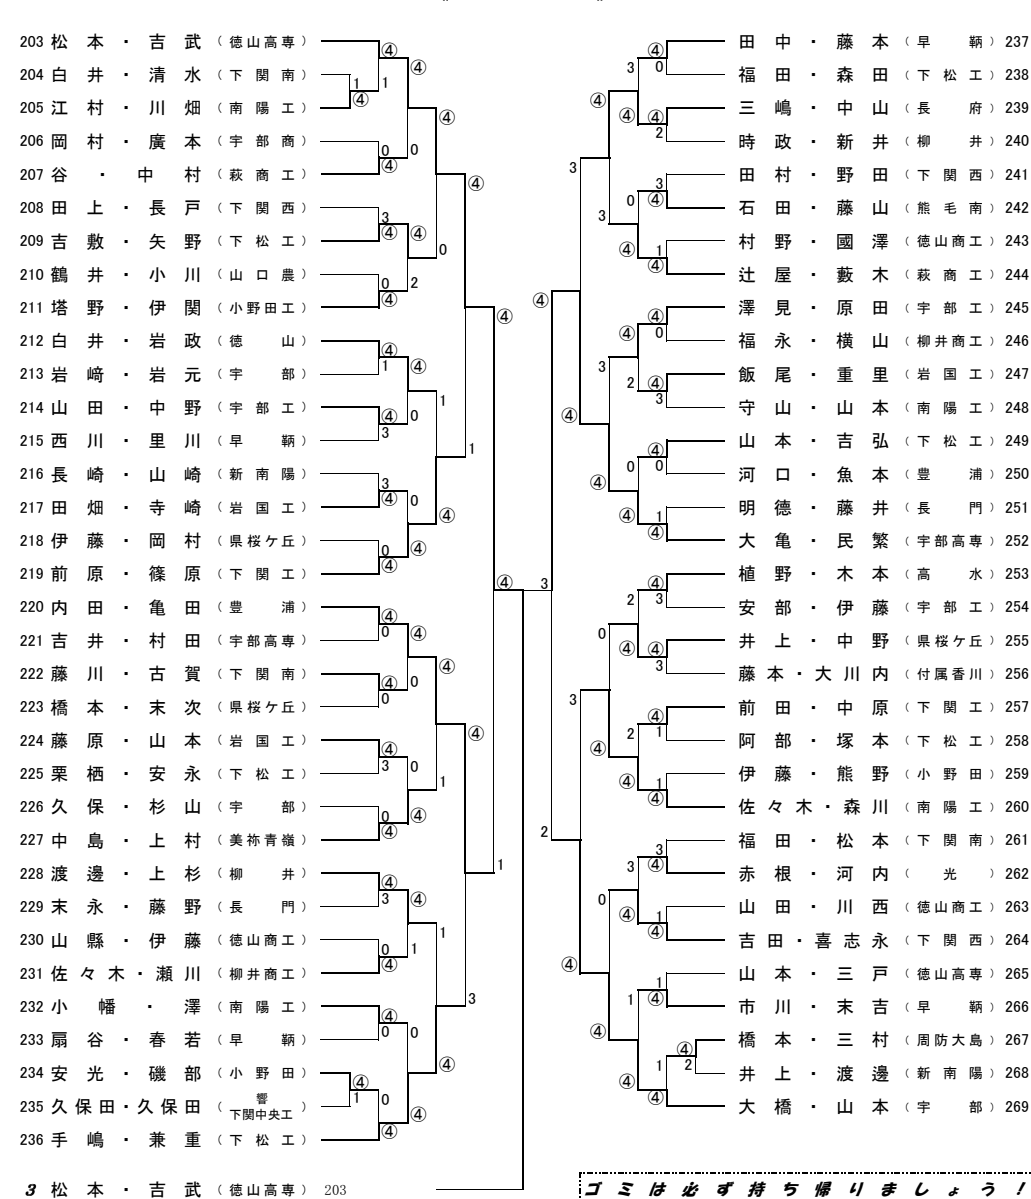 203 松本・吉武（徳山高専）
204 白井・清水（下関南）
205 江村・川畑（南陽工）
206 岡村・廣本（宇部商）
207 谷・中村（萩商工）
208 田上・長戸（下関西）
209 吉敷・矢野（下松工）
210 鶴井・小川（山口農）
211 塔野・伊関（小野田工）
212 白井・岩政（徳山）
213 岩﨑・岩元（宇部）
214 山田・中野（宇部工）
215 西川・里川（早鞆）
216 長崎・山崎（新南陽）
217 田畑・寺崎（岩国工）
218 伊藤・岡村（県桜ケ丘）
219 前原・篠原（下関工）
220 内田・亀田（豊浦）
221 吉井・村田（宇部高専）
222 藤川・古賀（下関南）
223 橋本・末次（県桜ケ丘）
224 藤原・山本（岩国工）
225 栗栖・安永（下松工）
226 久保・杉山（宇部）
227 中島・上村（美祢青嶺）
228 渡邊・上杉（柳井）
229 末永・藤野（長門）
230 山縣・伊藤（徳山商工）
231 佐々木・瀬川（柳井商工）
232 小幡・澤（南陽工）
233 扇谷・春若（早鞆）
234 安光・磯部（小野田）
235 久保田・久保田（響 下関中央工）
236 手嶋・兼重（下松工）
3 松本・吉武（徳山高専） 203
田中・藤本（早鞆）237
福田・森田（下松工）238
三嶋・中山（長府）239
時政・新井（柳井）240
田村・野田（下関西）241
石田・藤山（熊毛南）242
村野・國澤（徳山商工）243
辻屋・藪木（萩商工）244
澤見・原田（宇部工）245
福永・横山（柳井商工）246
飯尾・重里（岩国工）247
守山・山本（南陽工）248
山本・吉弘（下松工）249
河口・魚本（豊浦）250
明德・藤井（長門）251
大亀・民繁（宇部高専）252
植野・木本（高水）253
安部・伊藤（宇部工）254
井上・中野（県桜ケ丘）255
藤本・大川内（付属香川）256
前田・中原（下関工）257
阿部・塚本（下松工）258
伊藤・熊野（小野田）259
佐々木・森川（南陽工）260
福田・松本（下関南）261
赤根・河内（光）262
山田・川西（徳山商工）263
吉田・喜志永（下関西）264
山本・三戸（徳山高専）265
市川・末吉（早鞆）266
橋本・三村（周防大島）267
井上・渡邊（新南陽）268
大橋・山本（宇部）269
ゴミは必ず持ち帰りましょう！